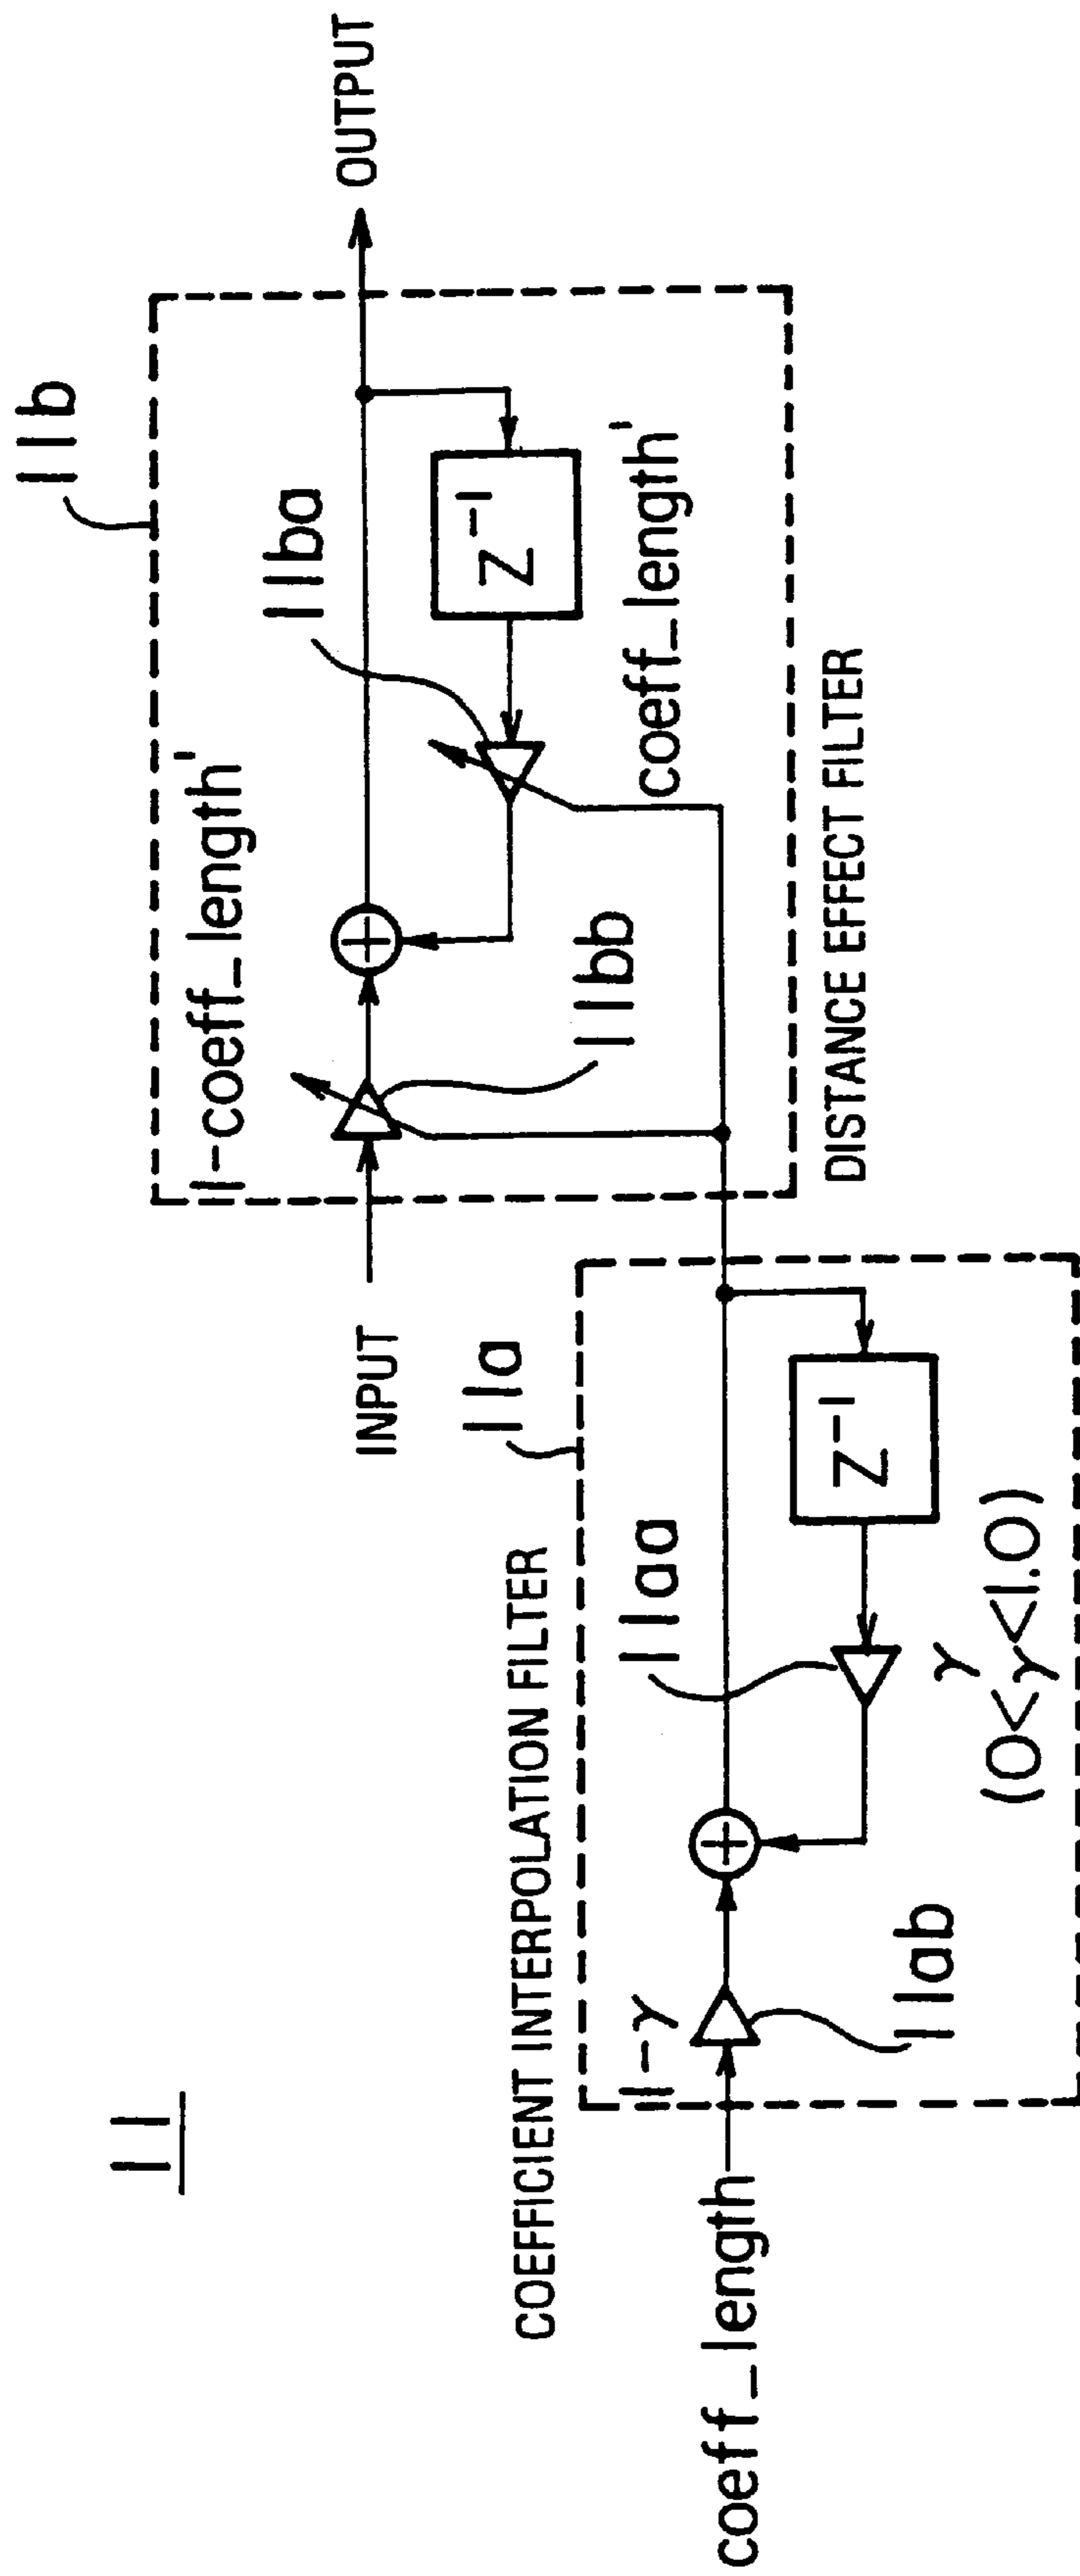 11
11b
1-coeff_length'
11ba
OUTPUT
INPUT
Z⁻¹
11bb
coeff_length'
DISTANCE EFFECT FILTER
11a
COEFFICIENT INTERPOLATION FILTER
1-γ
11aa
Z⁻¹
coeff_length
11ab
γ
(0<γ<1.0)